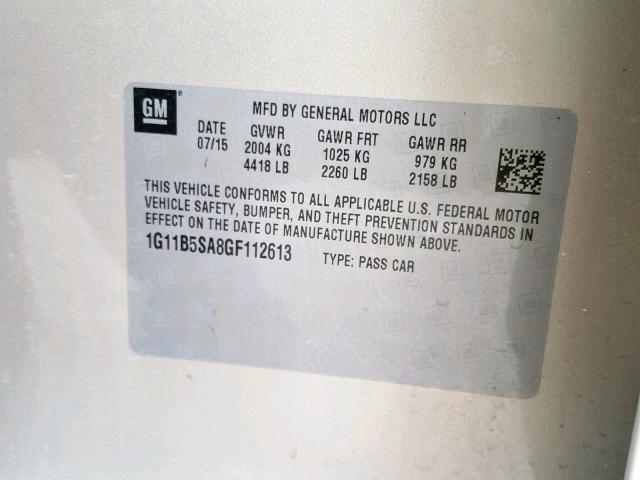 GM
MFD BY GENERAL MOTORS LLC
DATE GVWR GAWR FRT GAWR RR
07/15 2004 KG 1025 KG 979 KG
/ 4418 LB 2260 LB 2158 LB
THIS VEHICLE CONFORMS TO ALL APPLICABLE U.S. FEDERAL MOTOR
VEHICLE SAFETY, BUMPER, AND THEFT PREVENTION STANDARDS IN
EFFECT ON THE DATE OF MANUFACTURE SHOWN ABOVE.
1G11B5SA8GF112613 TYPE: PASS CAR